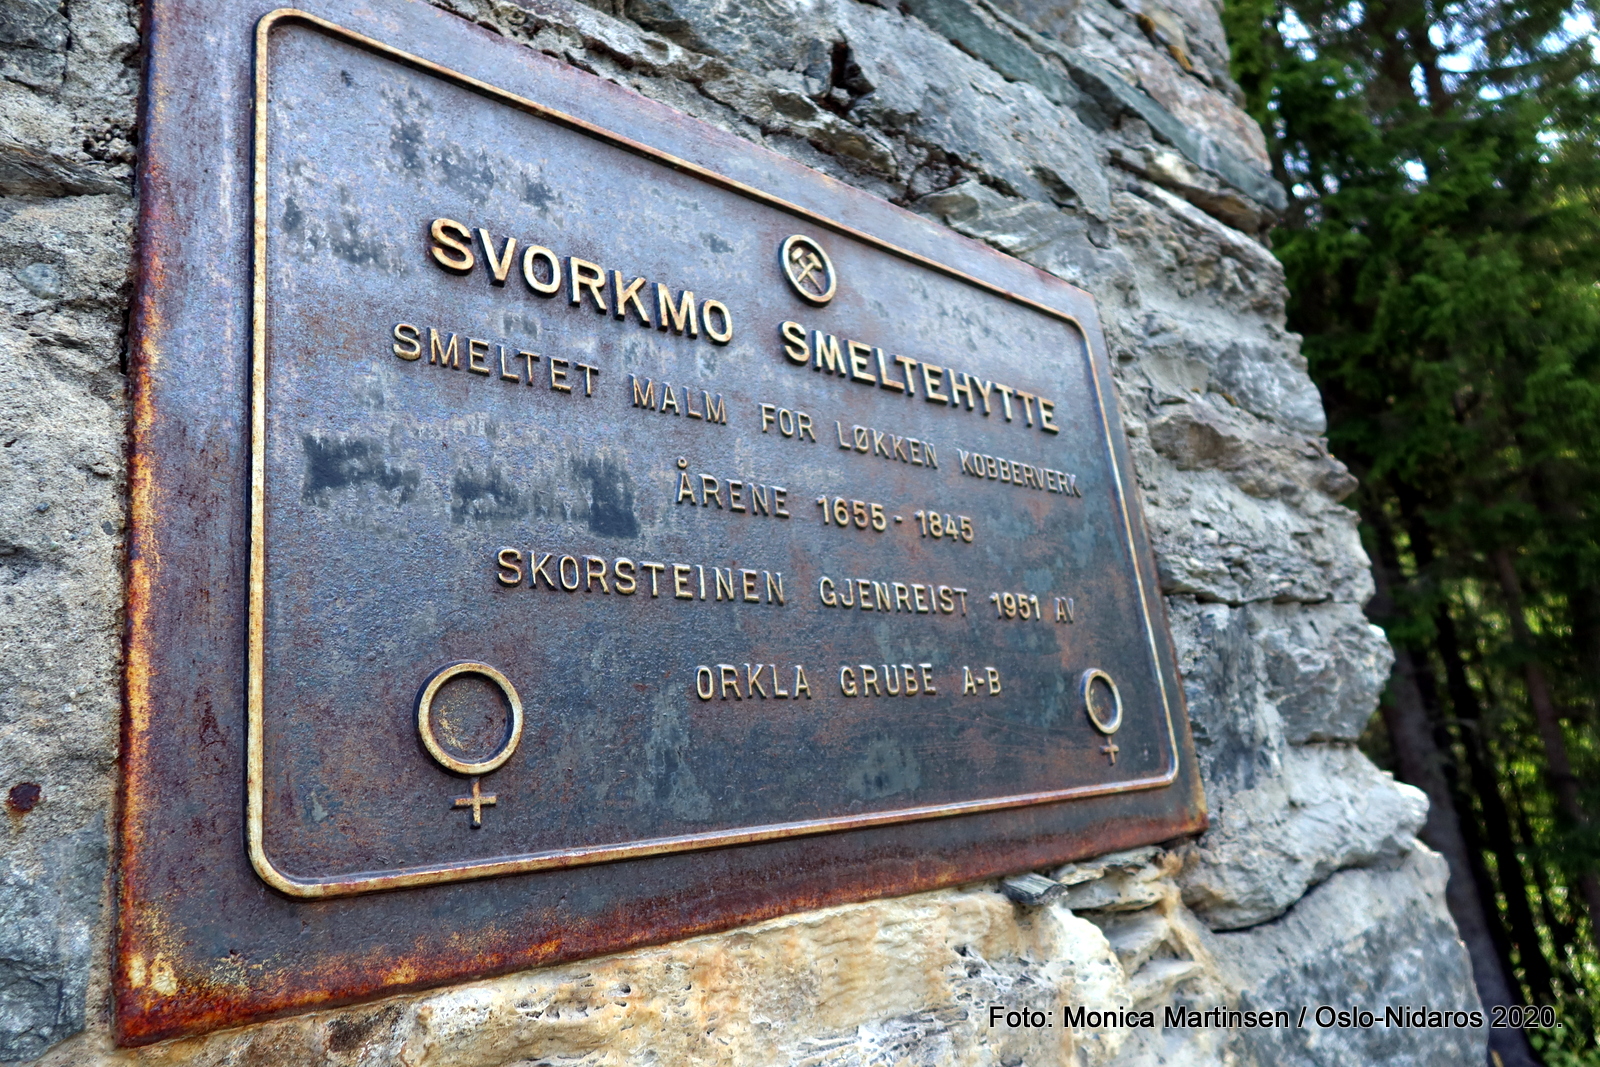 SVORKMO SMELTEHYTTE
SMELTET MALM FOR LØKKEN KOBBERVERK
ÅRENE 1655 - 1845
SKORSTEINEN GJENREIST 1951 AV
ORKLA GRUBE A-B
Foto: Monica Martinsen / Oslo-Nidaros 2020.